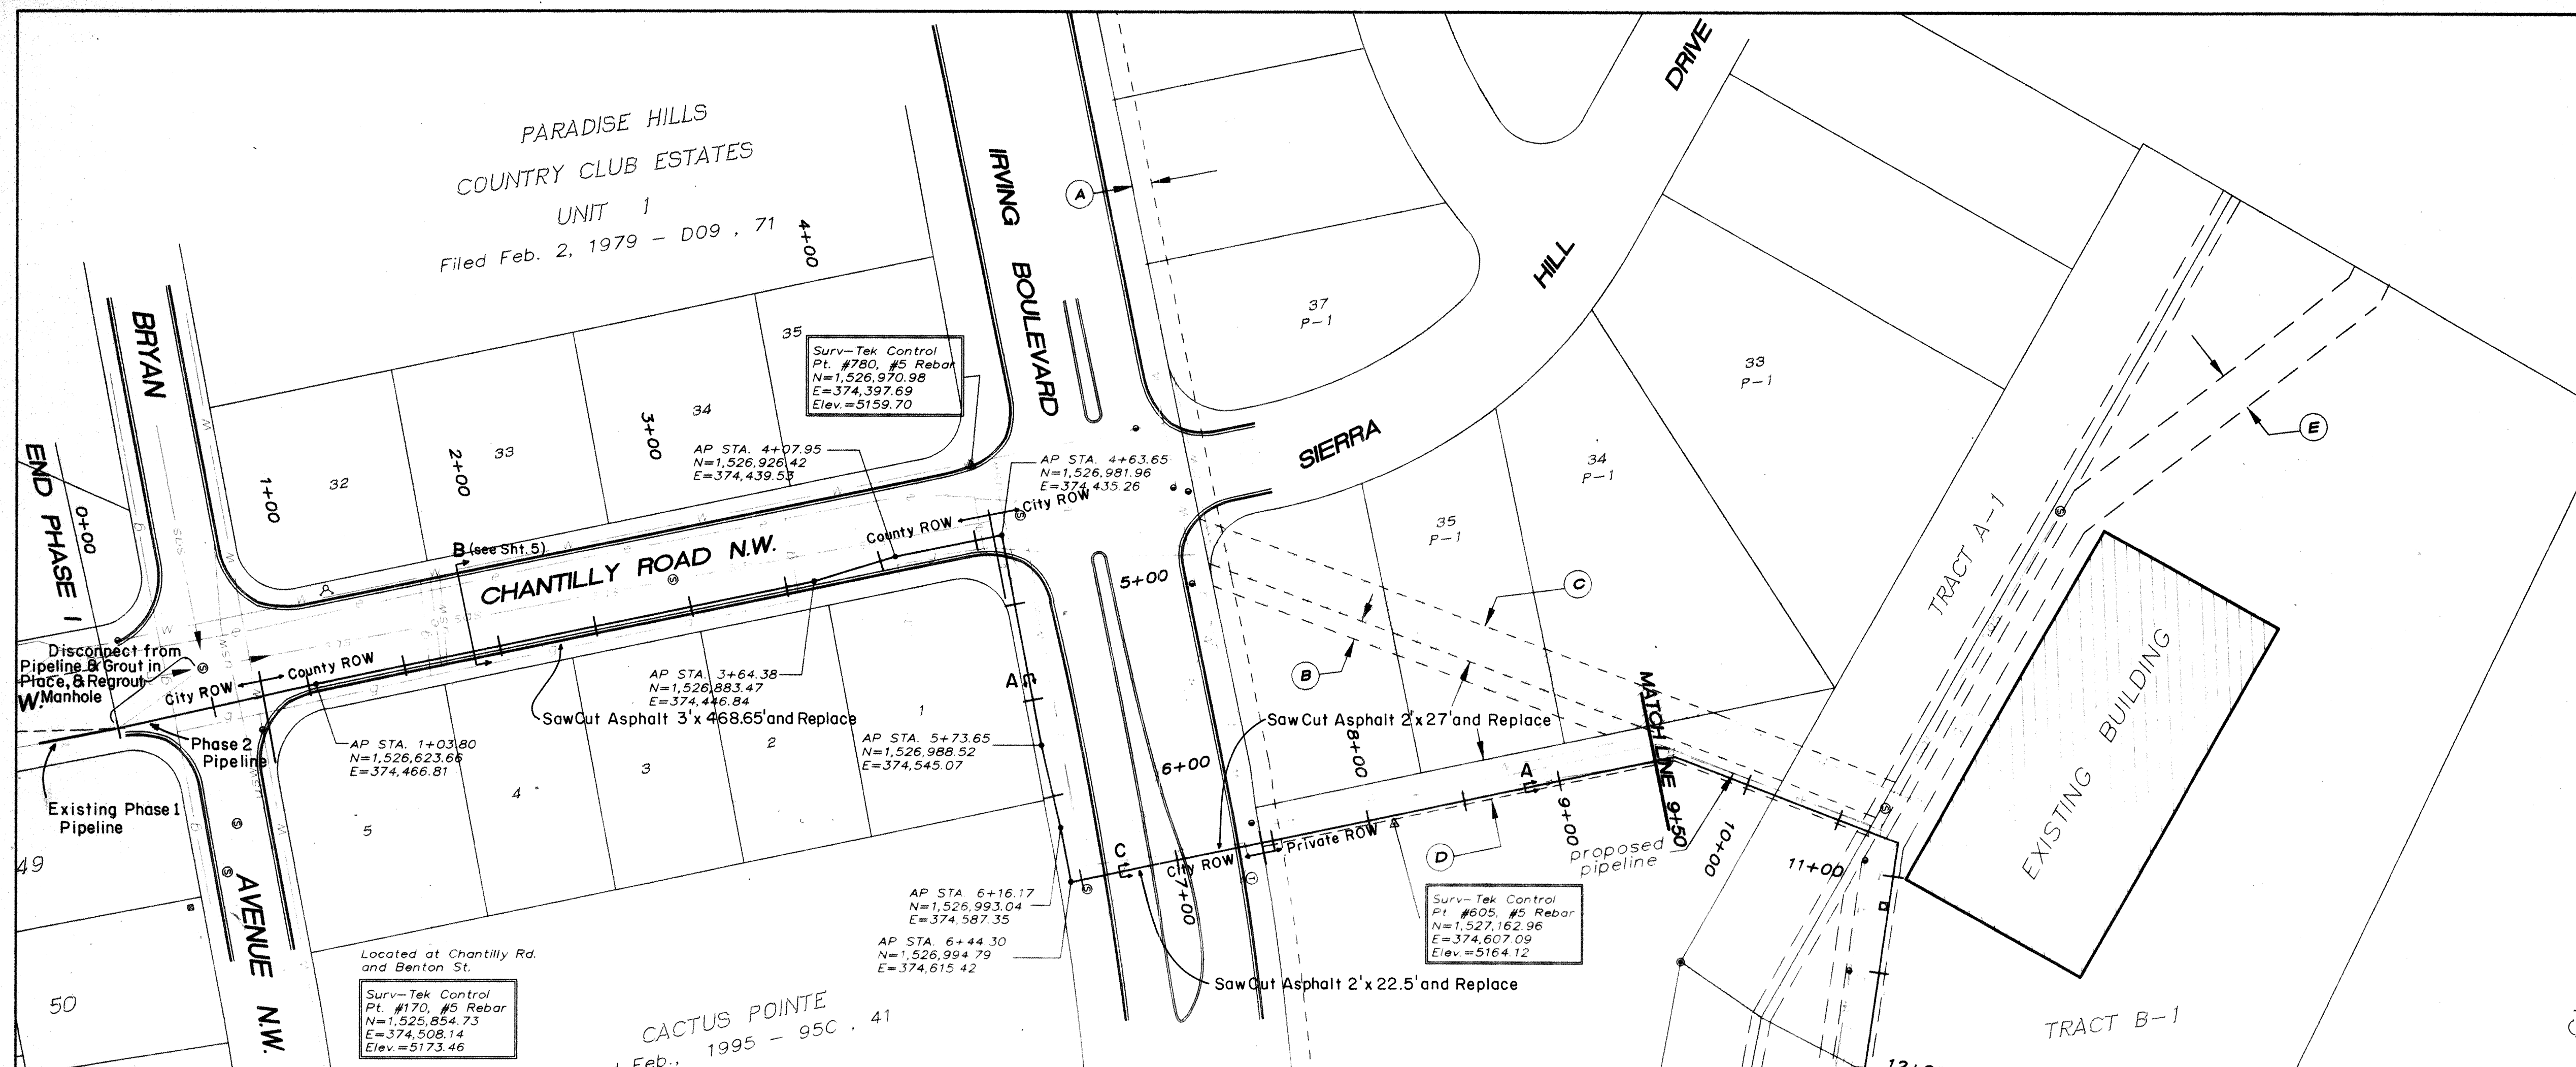 PARADISE HILLS
COUNTRY CLUB ESTATES
UNIT 1
Filed Feb. 2, 1979 - D09 , 71
4+00
IRVING BOULEVARD
A
DRIVE
HILL
SIERRA
37
P-1
33
P-1
34
P-1
35
P-1
E
C
B
TRACT A-1
EXISTING BUILDING
TRACT B-1
BRYAN
AVENUE N.W.
END PHASE 1
0+00
1+00
32
2+00
33
3+00
34
35
Surv-Tek Control
Pt. #780, #5 Rebar
N=1,526,970.98
E=374,397.69
Elev.=5159.70
AP STA. 4+07.95
N=1,526,926.42
E=374,439.53
AP STA. 4+63.65
N=1,526,981.96
E=374,435.26
County ROW
City ROW
B (see Sht. 5)
CHANTILLY ROAD N.W.
5+00
Disconnect from
Pipeline & Grout in
Place, & Regrout
W. Manhole
City ROW
County ROW
Phase 2
Pipeline
Existing Phase 1
Pipeline
AP STA. 1+03.80
N=1,526,623.66
E=374,466.81
AP STA. 3+64.38
N=1,526,883.47
E=374,446.84
SawCut Asphalt 3'x 468.65'and Replace
A
AP STA. 5+73.65
N=1,526,988.52
E=374,545.07
1
2
3
4
5
6+00
SawCut Asphalt 2'x27'and Replace
8+00
MATCH LINE 9+50
A
9+00
10+00
11+00
proposed
pipeline
C
City ROW
7+00
Private ROW
D
T
AP STA. 6+16.17
N=1,526,993.04
E=374,587.35
AP STA. 6+44.30
N=1,526,994.79
E=374,615.42
Surv-Tek Control
Pt. #605, #5 Rebar
N=1,527,162.96
E=374,607.09
Elev.=5164.12
SawCut Asphalt 2'x 22.5'and Replace
49
50
Located at Chantilly Rd.
and Benton St.
Surv-Tek Control
Pt. #170, #5 Rebar
N=1,525,854.73
E=374,508.14
Elev.=5173.46
CACTUS POINTE
Feb., 1995 - 95C , 41